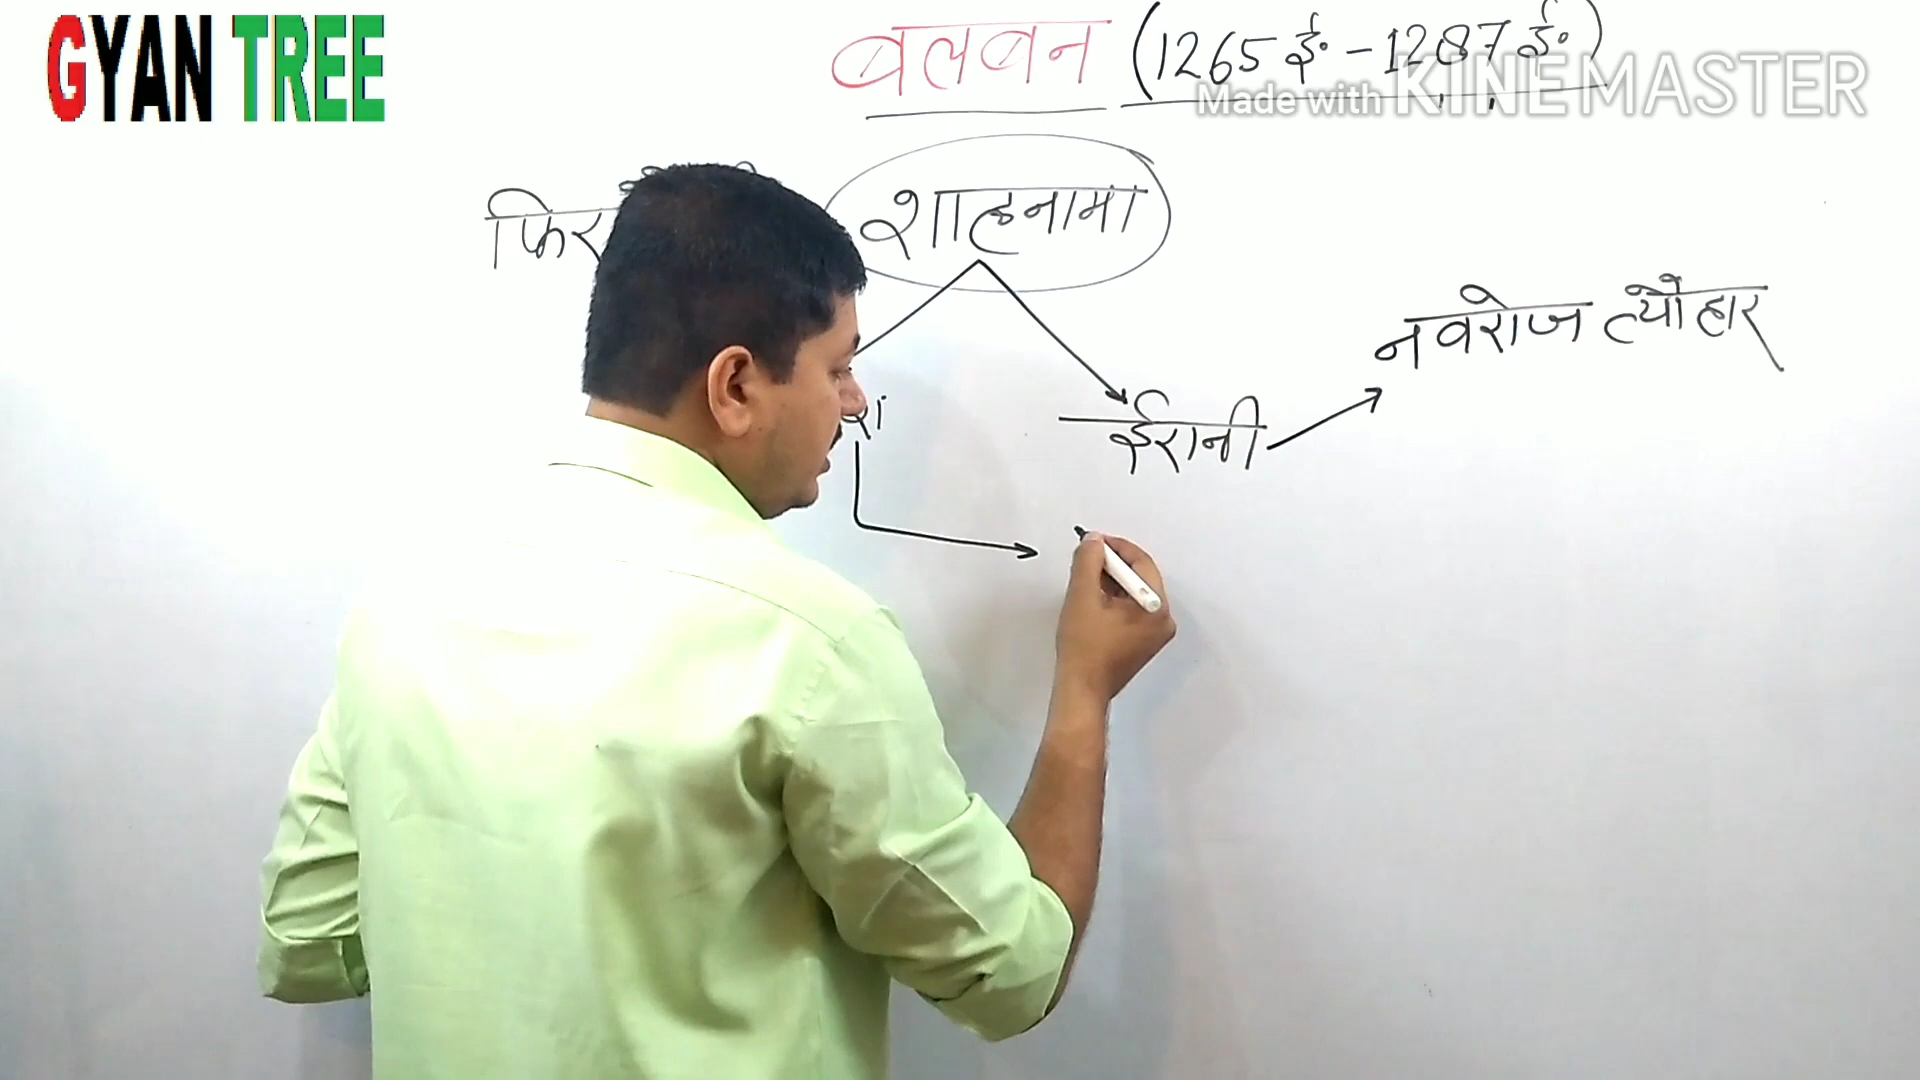 GYAN TREE
बलबन (1265 ई॰ - 1287 ई॰)
Made with KINEMASTER
शाहनामा
नवरोज त्यौहार
ईरानी